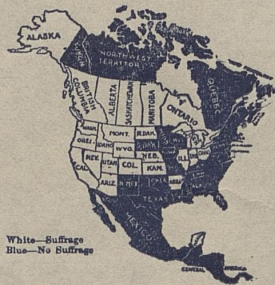 ALASKA
NORTHWEST
TERRITORY
BRITISH
COLUMBIA
ALBERTA
SASKATCHEWAN
MANITOBA
ONTARIO
QUEBEC
WASH.
MONT.
N.DAK.
ORE.
IDAHO
WYO.
NEB.
NEV.
UTAH
COL.
KAN.
CAL.
ARIZ.
N.MEX.
ILL.
TEXAS
MEXICO
CENTRAL AMERICA
White—Suffrage
Blue—No Suffrage